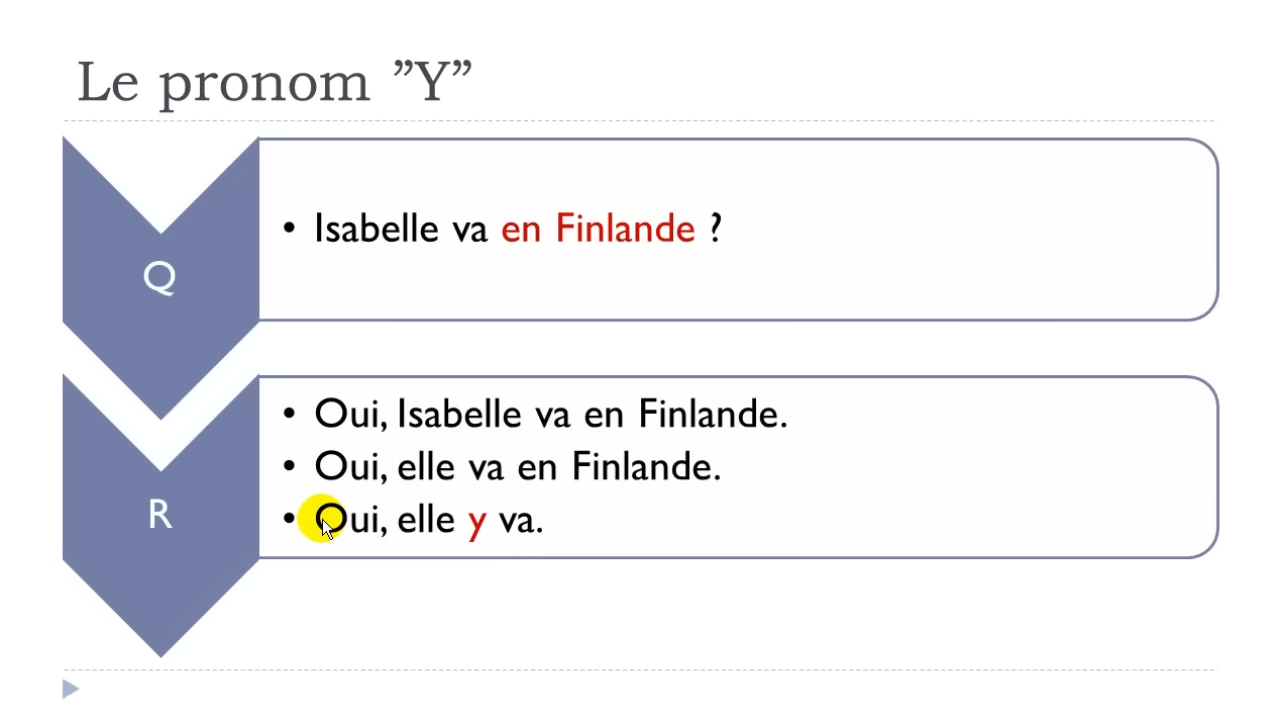 Le pronom ”Y”
Q
• Isabelle va en Finlande ?
R
• Oui, Isabelle va en Finlande.
• Oui, elle va en Finlande.
• Oui, elle y va.